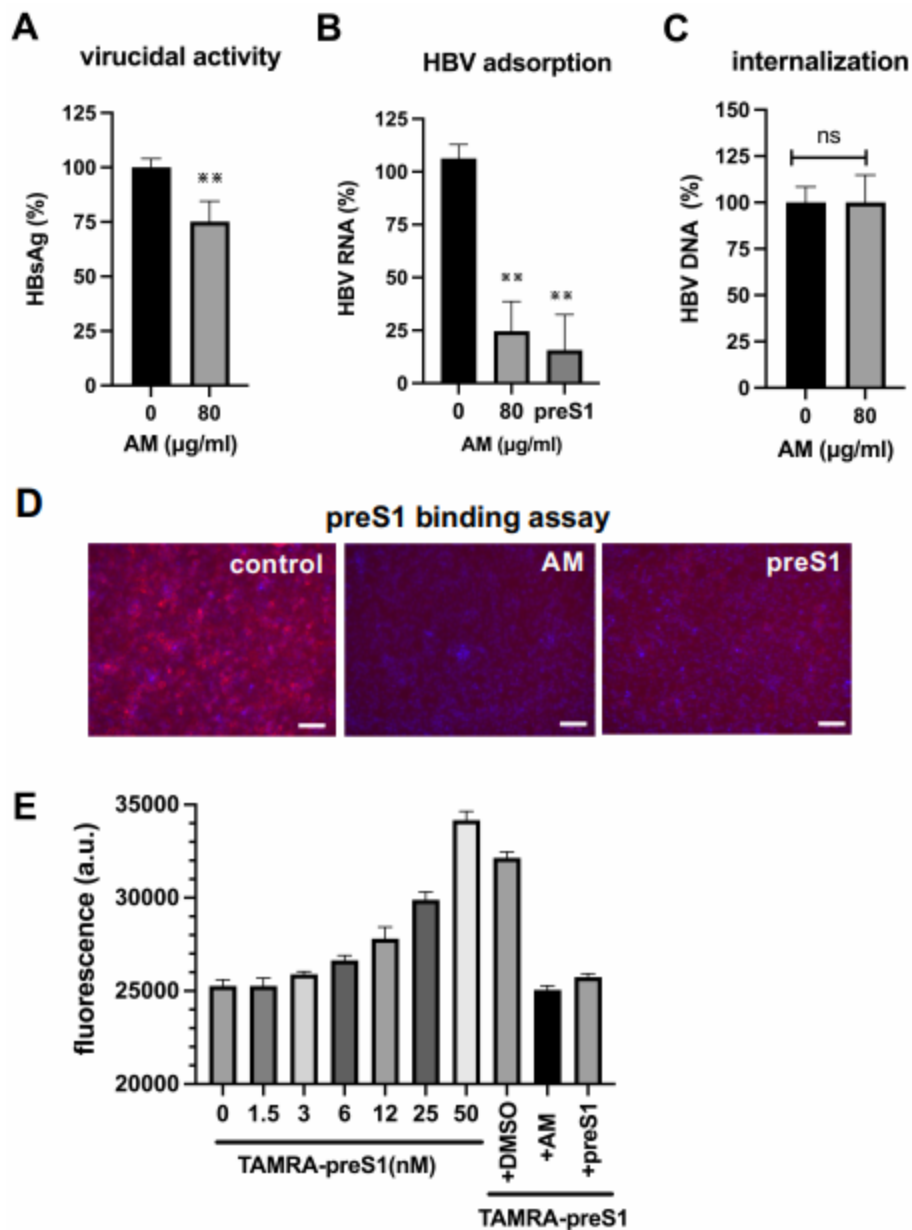 A
virucidal activity
HBsAg (%)
125
100
75
50
25
0
**
0 80
AM (µg/ml)
B
HBV adsorption
HBV RNA (%)
125
100
75
50
25
0
** **
0 80 preS1
AM (µg/ml)
C
internalization
HBV DNA (%)
150
125
100
75
50
25
0
ns
0 80
AM (µg/ml)
D
preS1 binding assay
control AM preS1
E
fluorescence (a.u.)
35000
30000
25000
20000
0 1.5 3 6 12 25 50 +DMSO +AM +preS1
TAMRA-preS1(nM)
TAMRA-preS1